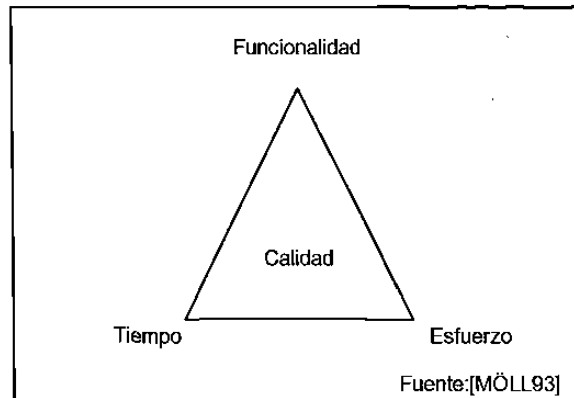 Funcionalidad
Calidad
Tiempo
Esfuerzo
Fuente:[MÖLL93]